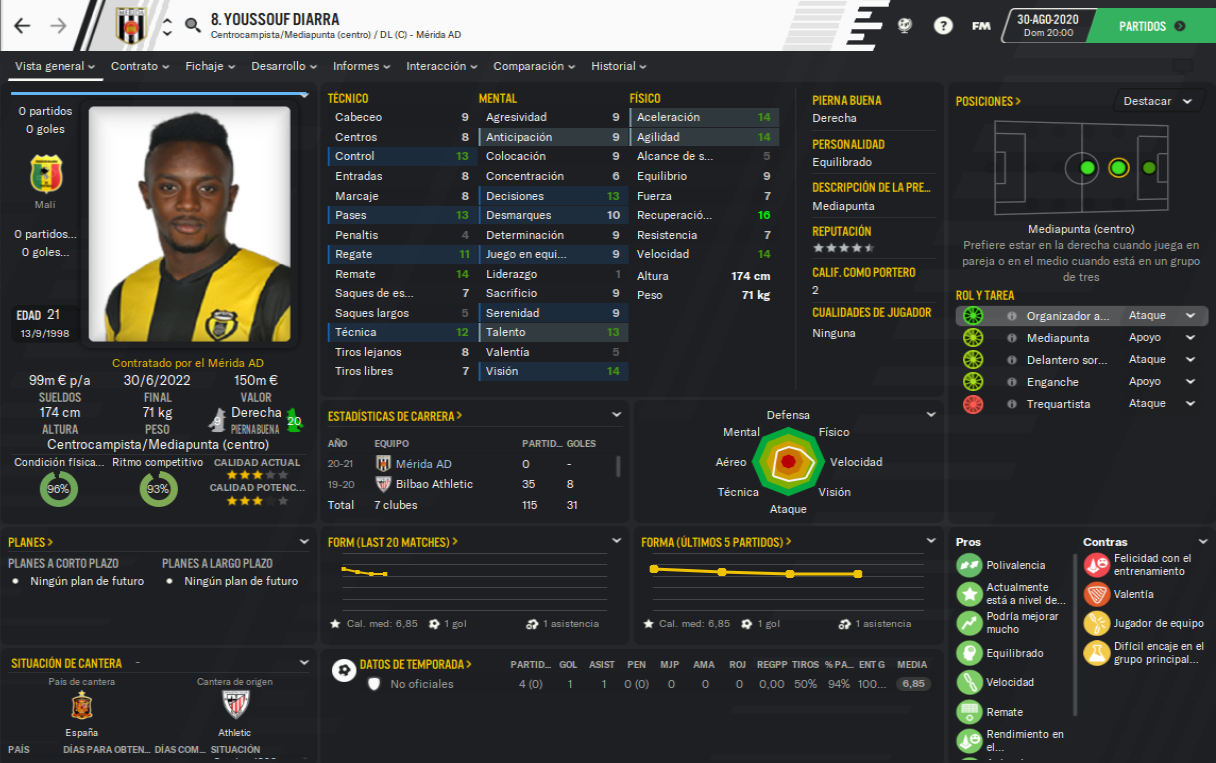 8. YOUSSOUF DIARRA
Centrocampista/Mediapunta (centro) / DL (C) - Mérida AD
?
FM
30-AGO-2020
Dom 20:00
PARTIDOS
Vista general
Contrato
Fichaje
Desarrollo
Informes
Interacción
Comparación
Historial
0 partidos
0 goles
Malí
0 partidos...
0 goles...
EDAD 21
13/9/1998
Contratado por el Mérida AD
99m € p/a 30/6/2022 150m €
SUELDOS FINAL VALOR
174 cm 71 kg 9 Derecha 20
ALTURA PESO PIERNA BUENA
Centrocampista/Mediapunta (centro)
Condición física... Ritmo competitivo CALIDAD ACTUAL
96% 93%
CALIDAD POTENC...
TÉCNICO
Cabeceo 9
Centros 8
Control 13
Entradas 8
Marcaje 8
Pases 13
Penaltis 4
Regate 11
Remate 14
Saques de es... 7
Saques largos 5
Técnica 12
Tiros lejanos 8
Tiros libres 7
MENTAL
Agresividad 9
Anticipación 9
Colocación 9
Concentración 6
Decisiones 13
Desmarques 10
Determinación 9
Juego en equi... 9
Liderazgo 1
Sacrificio 9
Serenidad 9
Talento 13
Valentía 5
Visión 14
FÍSICO
Aceleración 14
Agilidad 14
Alcance de s... 5
Equilibrio 9
Fuerza 7
Recuperació... 16
Resistencia 7
Velocidad 14
Altura 174 cm
Peso 71 kg
PIERNA BUENA
Derecha
PERSONALIDAD
Equilibrado
DESCRIPCIÓN DE LA PRE...
Mediapunta
REPUTACIÓN
CALIF. COMO PORTERO
2
CUALIDADES DE JUGADOR
Ninguna
POSICIONES >
Destacar
Mediapunta (centro)
Prefiere estar en la derecha cuando juega en
pareja o en el medio cuando está en un grupo
de tres
ROL Y TAREA
Organizador a... Ataque
Mediapunta Apoyo
Delantero sor... Ataque
Enganche Apoyo
Trequartista Ataque
ESTADÍSTICAS DE CARRERA >
AÑO EQUIPO PARTID... GOLES
20-21 Mérida AD 0 -
19-20 Bilbao Athletic 35 8
Total 7 clubes 115 31
Defensa
Mental Físico
Aéreo Velocidad
Técnica Visión
Ataque
PLANES >
PLANES A CORTO PLAZO PLANES A LARGO PLAZO
• Ningún plan de futuro • Ningún plan de futuro
FORM (LAST 20 MATCHES) >
Cal. med: 6,85 1 gol 1 asistencia
FORMA (ÚLTIMOS 5 PARTIDOS) >
Cal. med: 6,85 1 gol 1 asistencia
Pros
Polivalencia
Actualmente
está a nivel de...
Podría mejorar
mucho
Equilibrado
Velocidad
Remate
Rendimiento en
el...
Contras
Felicidad con el
entrenamiento
Valentía
Jugador de equipo
Difícil encaje en el
grupo principal...
SITUACIÓN DE CANTERA -
País de cantera Cantera de origen
España Athletic
PAÍS DÍAS PARA OBTEN... DÍAS COM... SITUACIÓN
DATOS DE TEMPORADA >
PARTID... GOL ASIST PEN MJP AMA ROJ REGPP TIROS %PA... ENT G MEDIA
No oficiales 4 (0) 1 1 0 (0) 0 0 0 0,00 50% 94% 100... 6,85